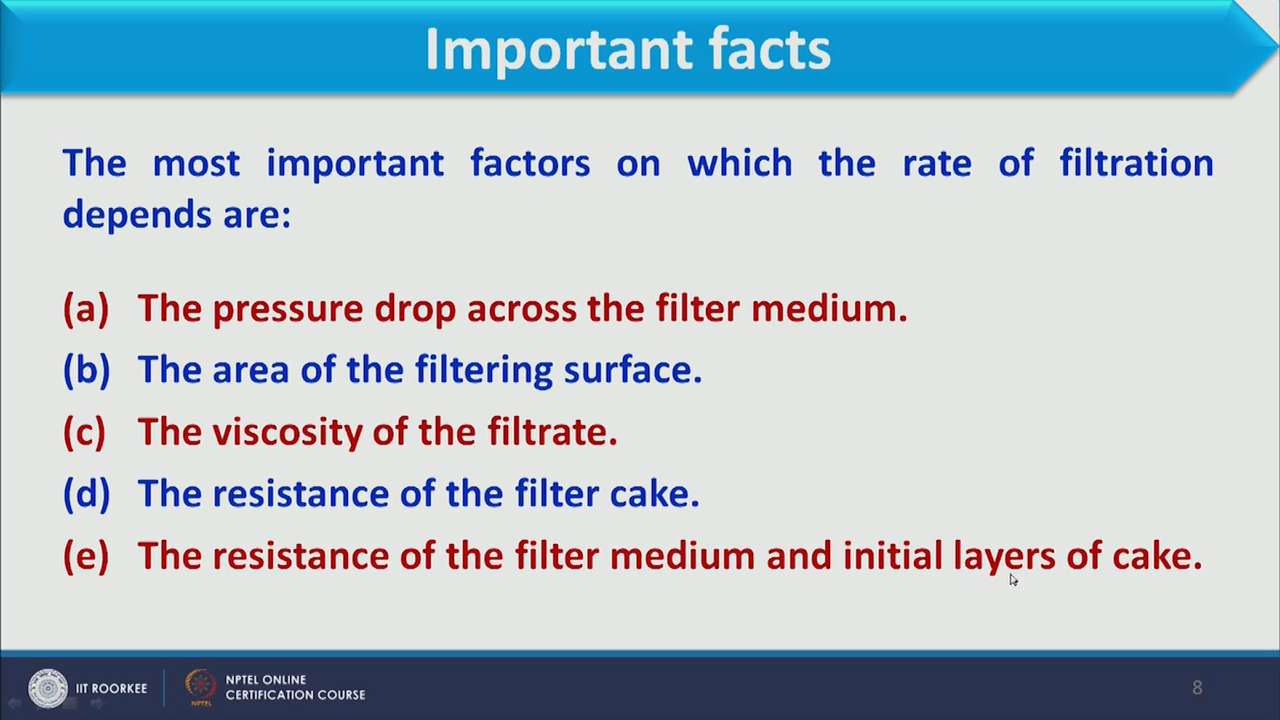 Important facts
The most important factors on which the rate of filtration
depends are:
(a) The pressure drop across the filter medium.
(b) The area of the filtering surface.
(c) The viscosity of the filtrate.
(d) The resistance of the filter cake.
(e) The resistance of the filter medium and initial layers of cake.
IIT ROORKEE
NPTEL
NPTEL ONLINE
CERTIFICATION COURSE
8